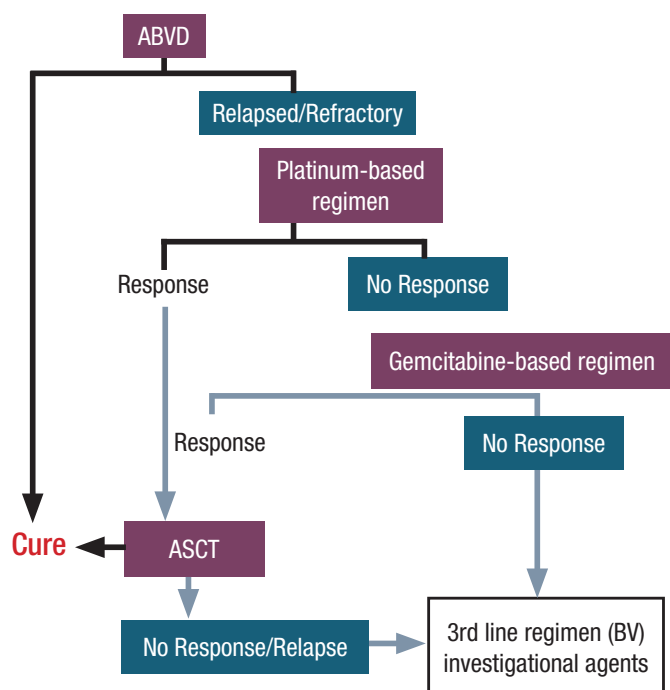 ABVD
Relapsed/Refractory
Platinum-based
regimen
Response
No Response
Gemcitabine-based regimen
Response
No Response
Cure
ASCT
No Response/Relapse
3rd line regimen (BV)
investigational agents